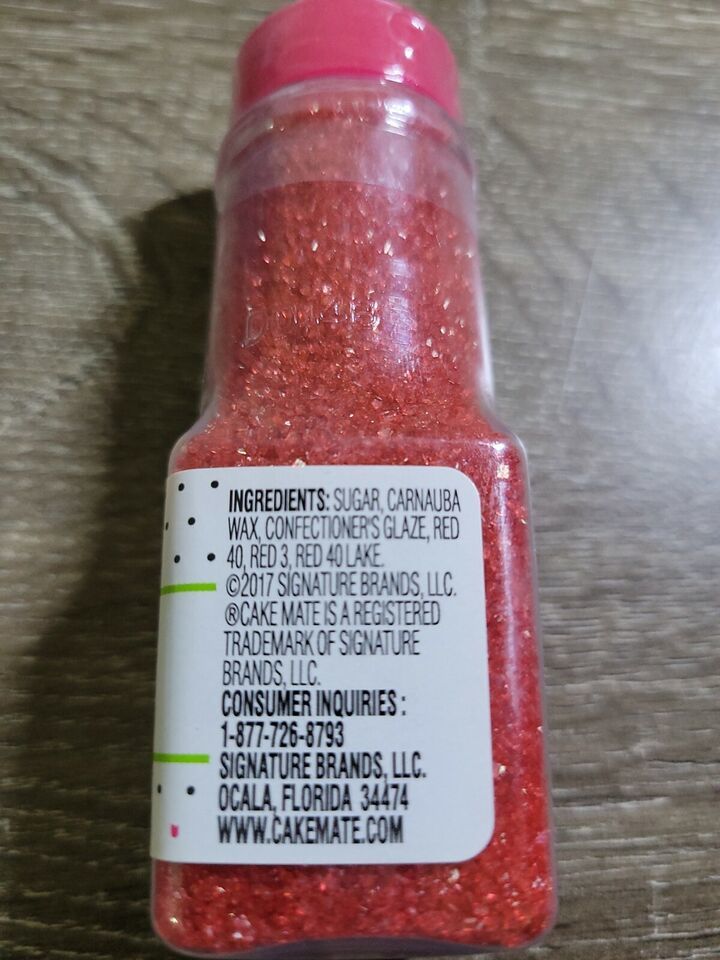 INGREDIENTS: SUGAR, CARNAUBA
WAX, CONFECTIONER'S GLAZE, RED
40, RED 3, RED 40 LAKE.
©2017 SIGNATURE BRANDS, LLC.
®CAKE MATE IS A REGISTERED
TRADEMARK OF SIGNATURE
BRANDS, LLC.
CONSUMER INQUIRIES :
1-877-726-8793
SIGNATURE BRANDS, LLC.
OCALA, FLORIDA 34474
WWW.CAKEMATE.COM